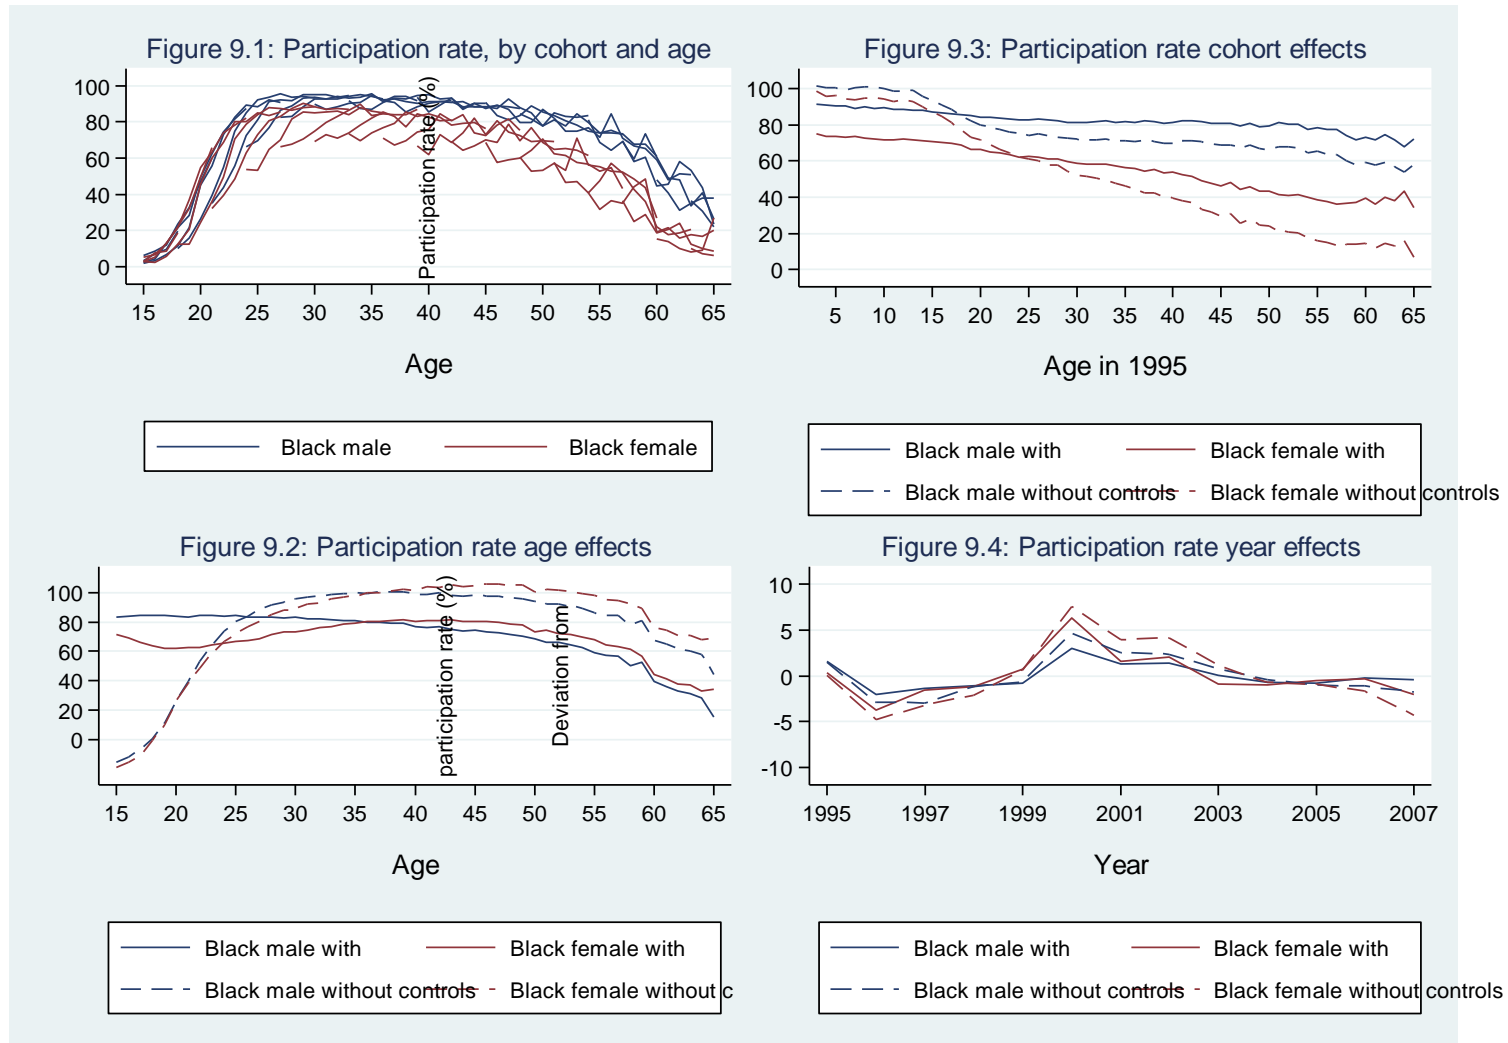 Figure 9.1: Participation rate, by cohort and age
100
80
60
40
20
0
Participation rate (%)
15 20 25 30 35 40 45 50 55 60 65
Age
Black male Black female
Figure 9.3: Participation rate cohort effects
100
80
60
40
20
0
5 10 15 20 25 30 35 40 45 50 55 60 65
Age in 1995
Black male with Black female with
Black male without controls Black female without controls
Figure 9.2: Participation rate age effects
100
80
60
40
20
0
participation rate (%)
Deviation from
15 20 25 30 35 40 45 50 55 60 65
Age
Black male with Black female with
Black male without controls Black female without c
Figure 9.4: Participation rate year effects
10
5
0
-5
-10
1995 1997 1999 2001 2003 2005 2007
Year
Black male with Black female with
Black male without controls Black female without controls